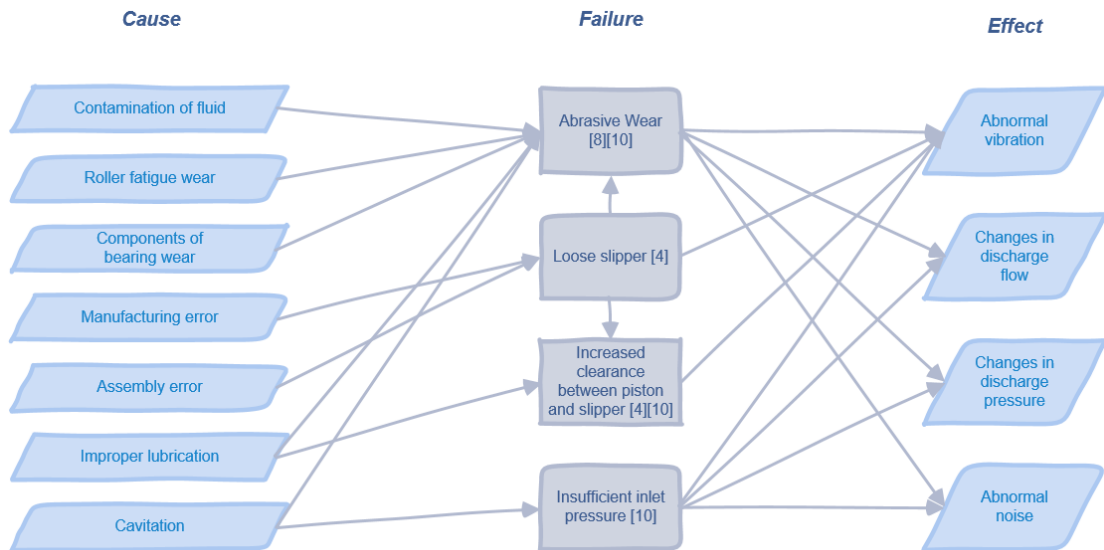 Cause
Failure
Effect
Contamination of fluid
Roller fatigue wear
Components of
bearing wear
Manufacturing error
Assembly error
Improper lubrication
Cavitation
Abrasive Wear
[8][10]
Loose slipper [4]
Increased
clearance
between piston
and slipper [4][10]
Insufficient inlet
pressure [10]
Abnormal
vibration
Changes in
discharge
flow
Changes in
discharge
pressure
Abnormal
noise